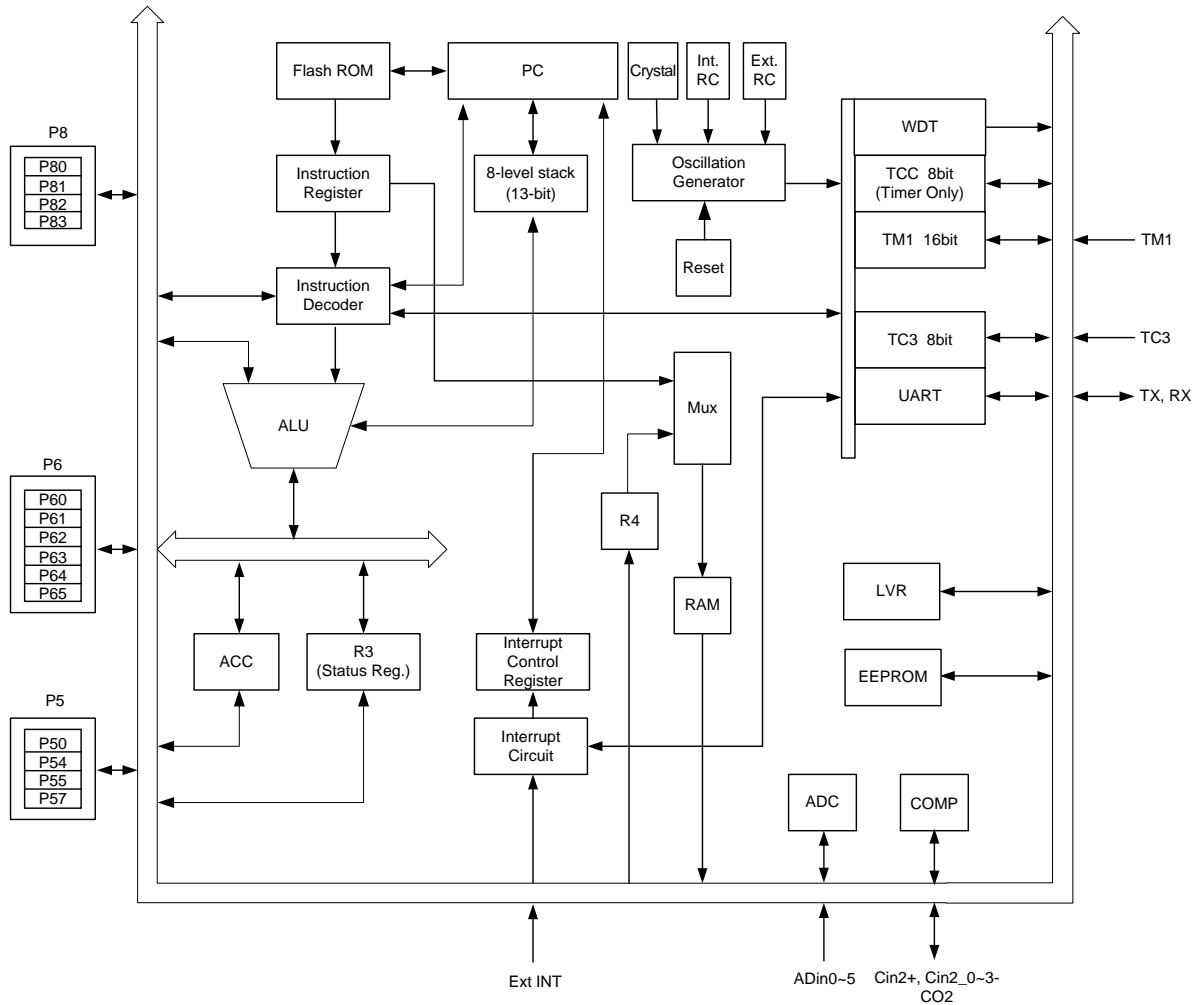 Flash ROM
PC
Crystal
Int.
RC
Ext.
RC
P8
P80
P81
P82
P83
Instruction
Register
8-level stack
(13-bit)
Oscillation
Generator
WDT
TCC 8bit
(Timer Only)
TM1 16bit
TM1
Reset
Instruction
Decoder
TC3 8bit
TC3
UART
TX, RX
Mux
ALU
P6
P60
P61
P62
P63
P64
P65
R4
RAM
LVR
ACC
R3
(Status Reg.)
Interrupt
Control
Register
EEPROM
P5
P50
P54
P55
P57
Interrupt
Circuit
ADC
COMP
Ext INT
ADin0~5
Cin2+, Cin2_0~3-
CO2